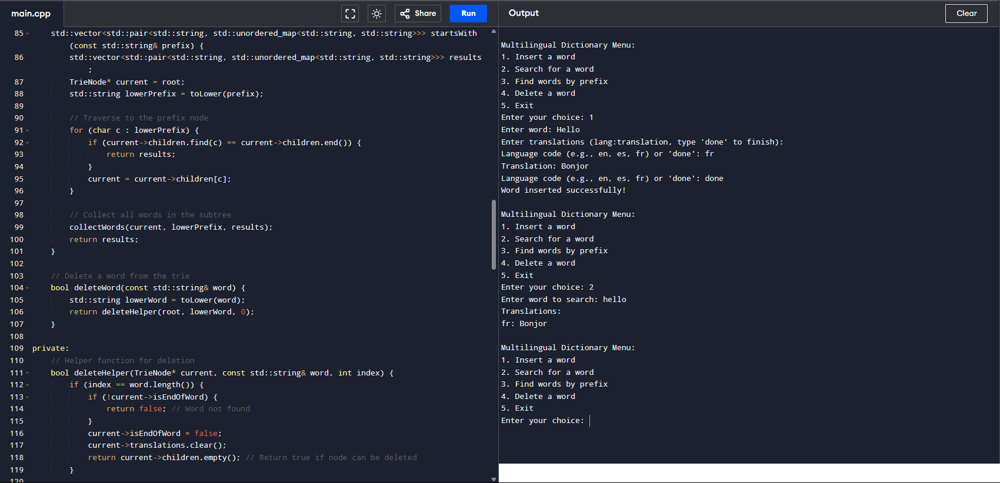 main.cpp
Share
Run
85 std::vector<std::pair<std::string, std::unordered_map<std::string, std::string>>> startsWith
(const std::string& prefix) {
86 std::vector<std::pair<std::string, std::unordered_map<std::string, std::string>>> results
;
87 TrieNode* current = root;
88 std::string lowerPrefix = toLower(prefix);
89
90 // Traverse to the prefix node
91 for (char c : lowerPrefix) {
92 if (current->children.find(c) == current->children.end()) {
93 return results;
94 }
95 current = current->children[c];
96 }
97
98 // Collect all words in the subtree
99 collectWords(current, lowerPrefix, results);
100 return results;
101 }
102
103 // Delete a word from the trie
104 bool deleteWord(const std::string& word) {
105 std::string lowerWord = toLower(word);
106 return deleteHelper(root, lowerWord, 0);
107 }
108
109 private:
110 // Helper function for deletion
111 bool deleteHelper(TrieNode* current, const std::string& word, int index) {
112 if (index == word.length()) {
113 if (!current->isEndOfWord) {
114 return false; // Word not found
115 }
116 current->isEndOfWord = false;
117 current->translations.clear();
118 return current->children.empty(); // Return true if node can be deleted
119 }
120
Output
Clear
Multilingual Dictionary Menu:
1. Insert a word
2. Search for a word
3. Find words by prefix
4. Delete a word
5. Exit
Enter your choice: 1
Enter word: Hello
Enter translations (lang:translation, type 'done' to finish):
Language code (e.g., en, es, fr) or 'done': fr
Translation: Bonjor
Language code (e.g., en, es, fr) or 'done': done
Word inserted successfully!
Multilingual Dictionary Menu:
1. Insert a word
2. Search for a word
3. Find words by prefix
4. Delete a word
5. Exit
Enter your choice: 2
Enter word to search: hello
Translations:
fr: Bonjor
Multilingual Dictionary Menu:
1. Insert a word
2. Search for a word
3. Find words by prefix
4. Delete a word
5. Exit
Enter your choice: